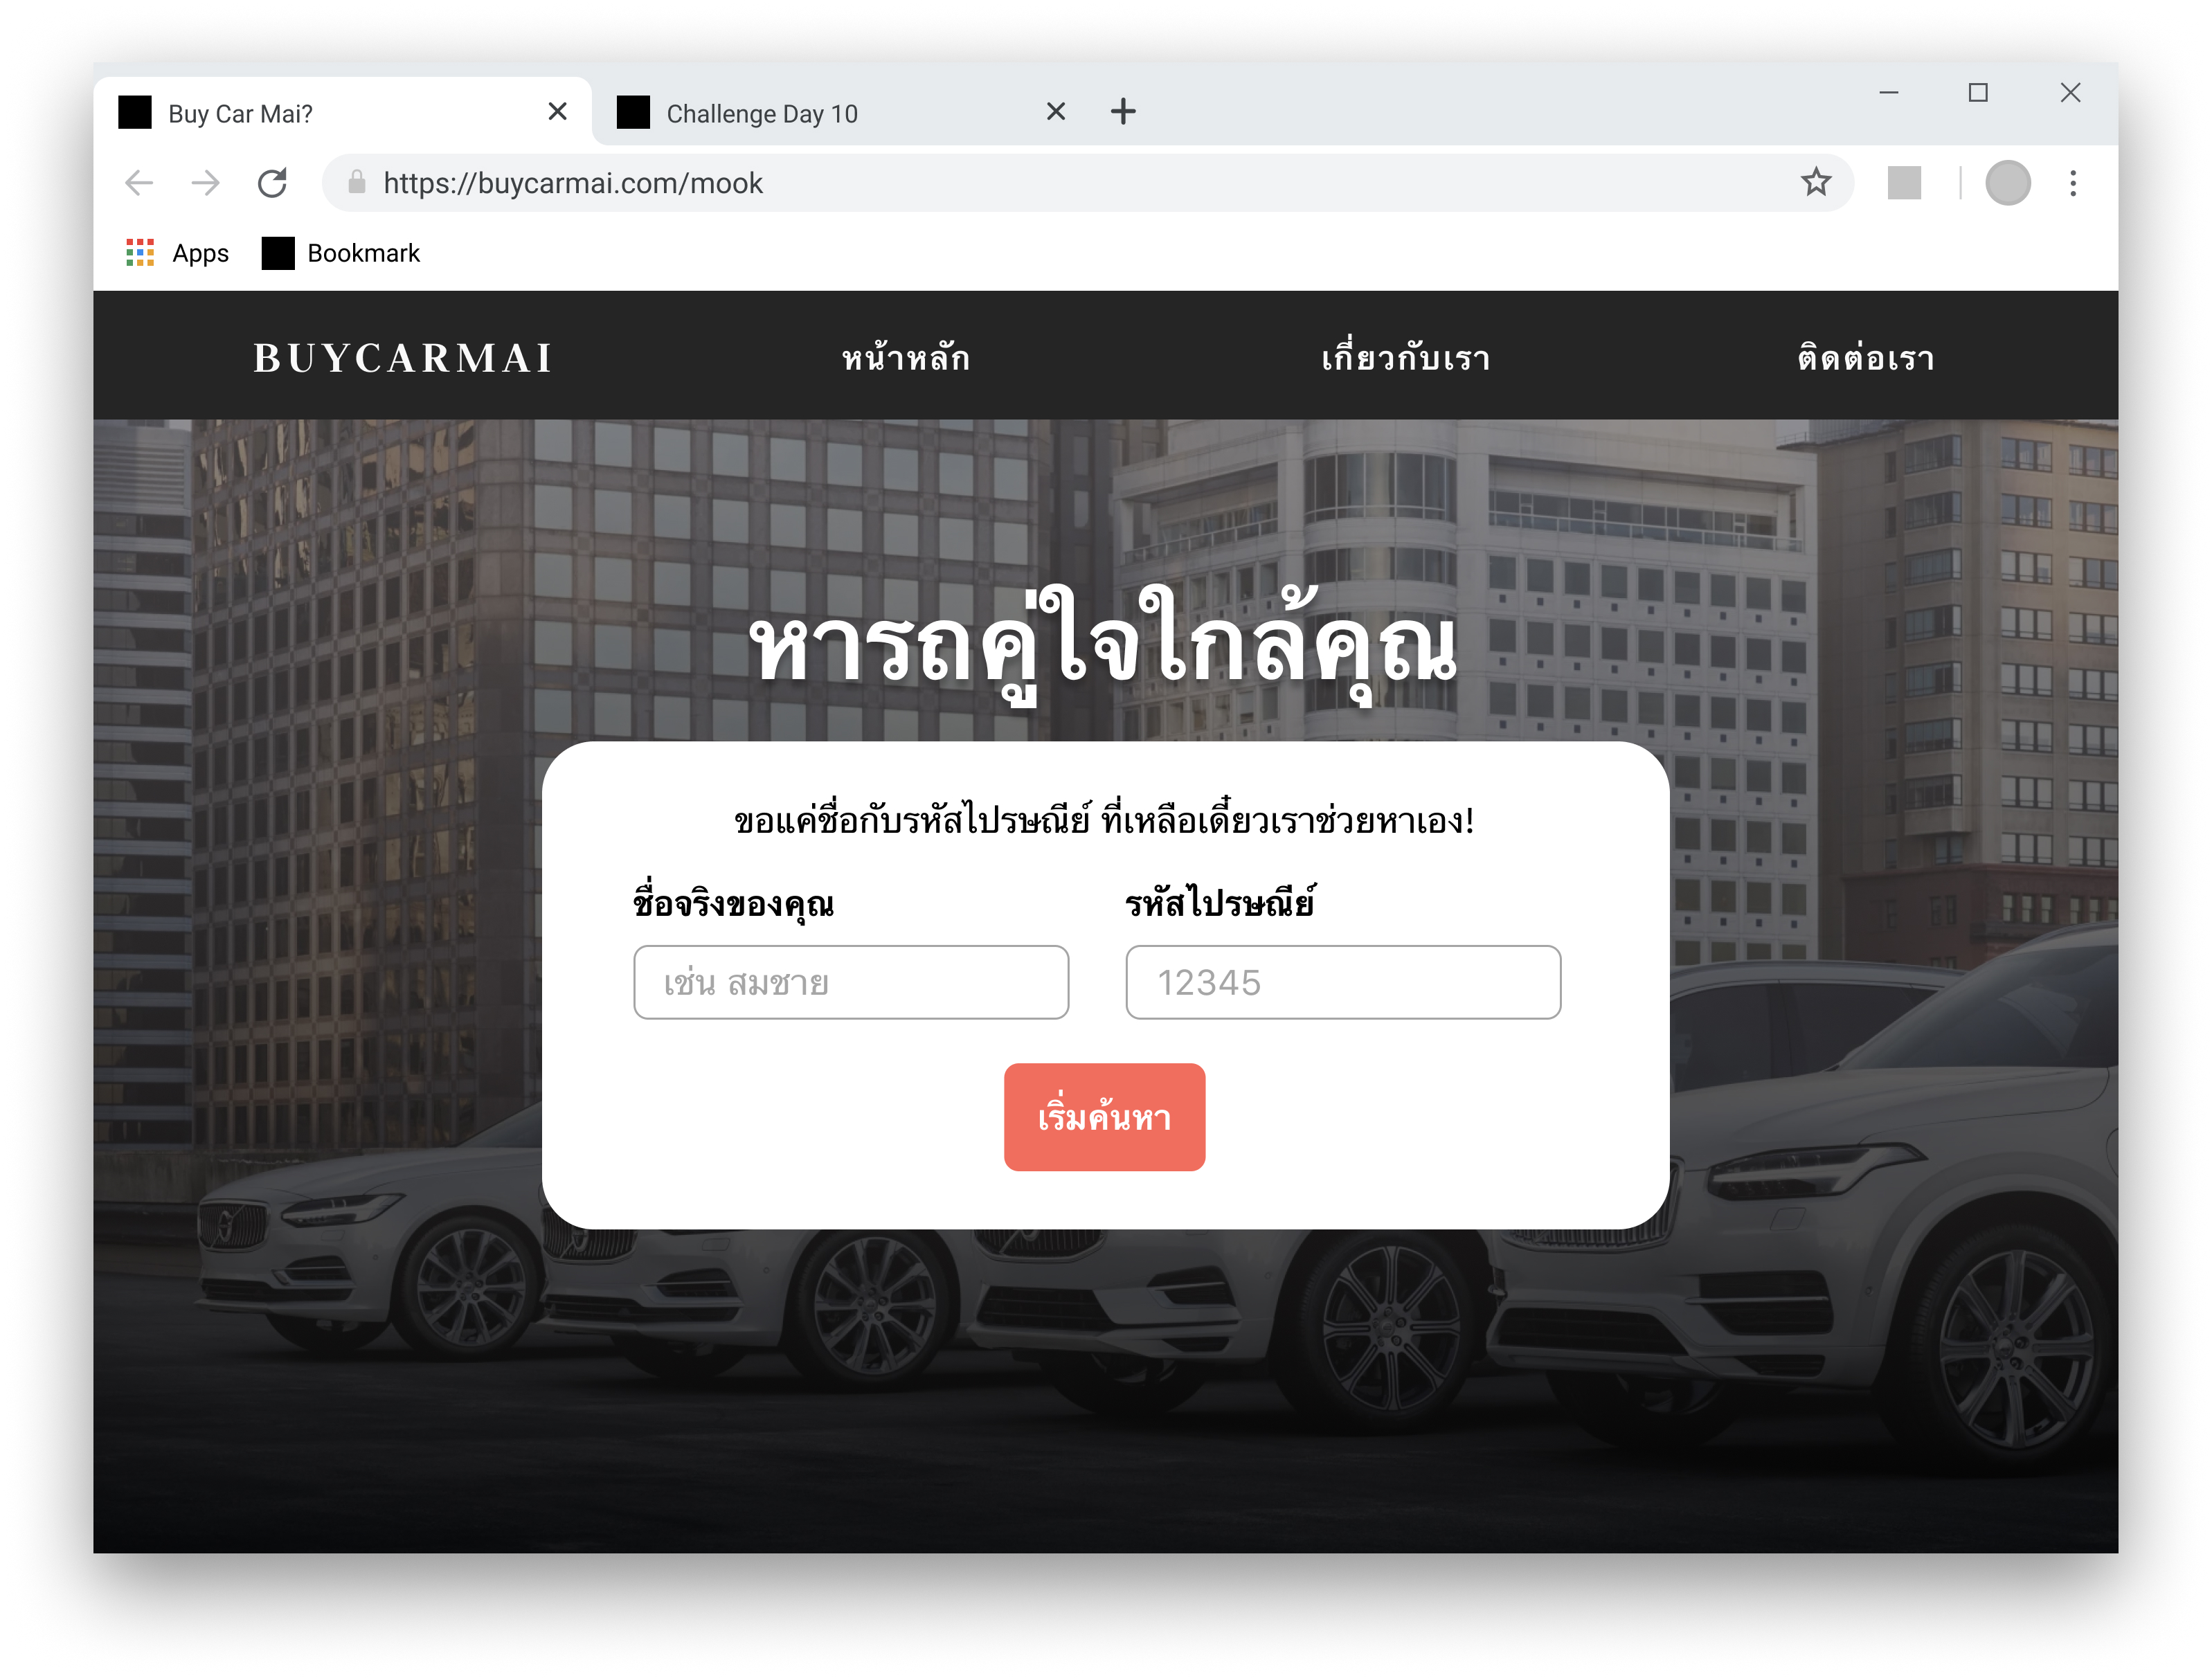 Buy Car Mai?
Challenge Day 10
https://buycarmai.com/mook
Apps
Bookmark
BUYCARMAI
หน้าหลัก
เกี่ยวกับเรา
ติดต่อเรา
หารถคู่ใจใกล้คุณ
ขอแค่ชื่อกับรหัสไปรษณีย์ ที่เหลือเดี๋ยวเราช่วยหาเอง!
ชื่อจริงของคุณ
รหัสไปรษณีย์
เช่น สมชาย
12345
เริ่มค้นหา